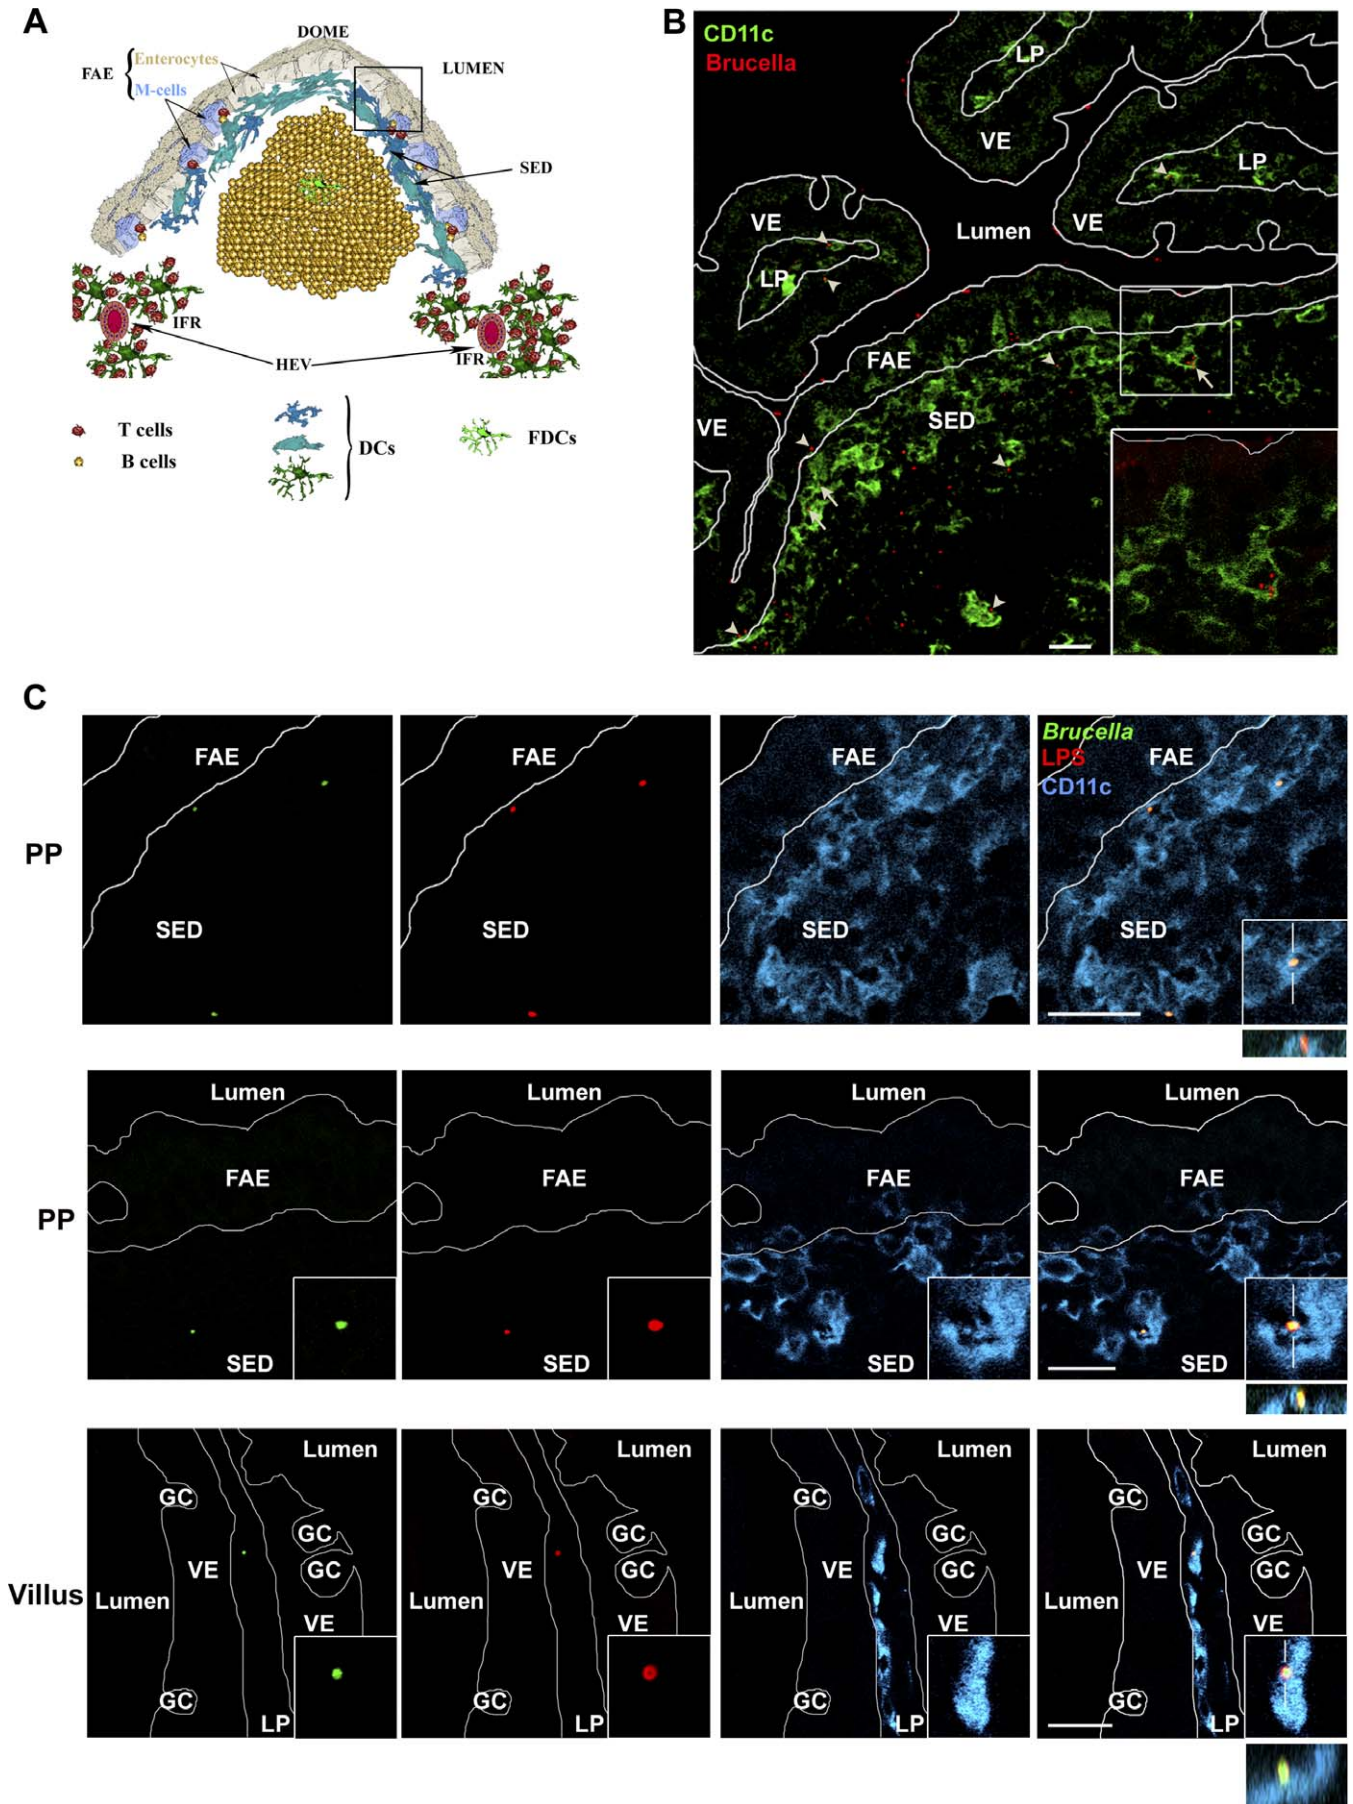 A
DOME
FAE
Enterocytes
M-cells
LUMEN
SED
IFR
HEV
IFR
T cells
B cells
DCs
FDCs
B
CD11c
Brucella
LP
VE
LP
VE
Lumen
VE
LP
FAE
SED
VE
C
PP
FAE
SED
FAE
SED
FAE
SED
Brucella
LPS
CD11c
FAE
SED
PP
Lumen
FAE
SED
Lumen
FAE
SED
Lumen
FAE
SED
Lumen
FAE
SED
Villus
Lumen
GC
GC
VE
GC
Lumen
VE
GC
LP
Lumen
GC
GC
VE
GC
Lumen
VE
GC
LP
Lumen
GC
GC
VE
GC
Lumen
VE
GC
LP
Lumen
GC
GC
VE
GC
Lumen
VE
GC
LP